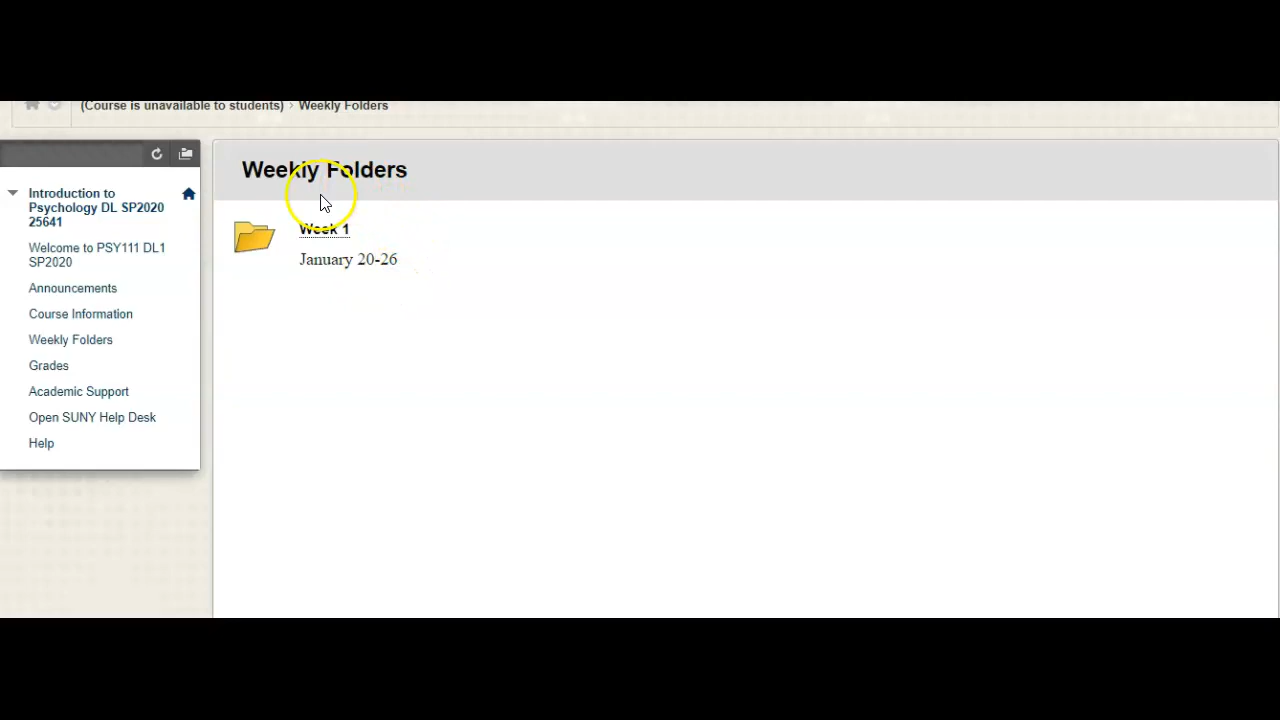 (Course is unavailable to students) › Weekly Folders
Introduction to
Psychology DL SP2020
25641
Welcome to PSY111 DL1
SP2020
Announcements
Course Information
Weekly Folders
Grades
Academic Support
Open SUNY Help Desk
Help
Weekly Folders
Week 1
January 20-26